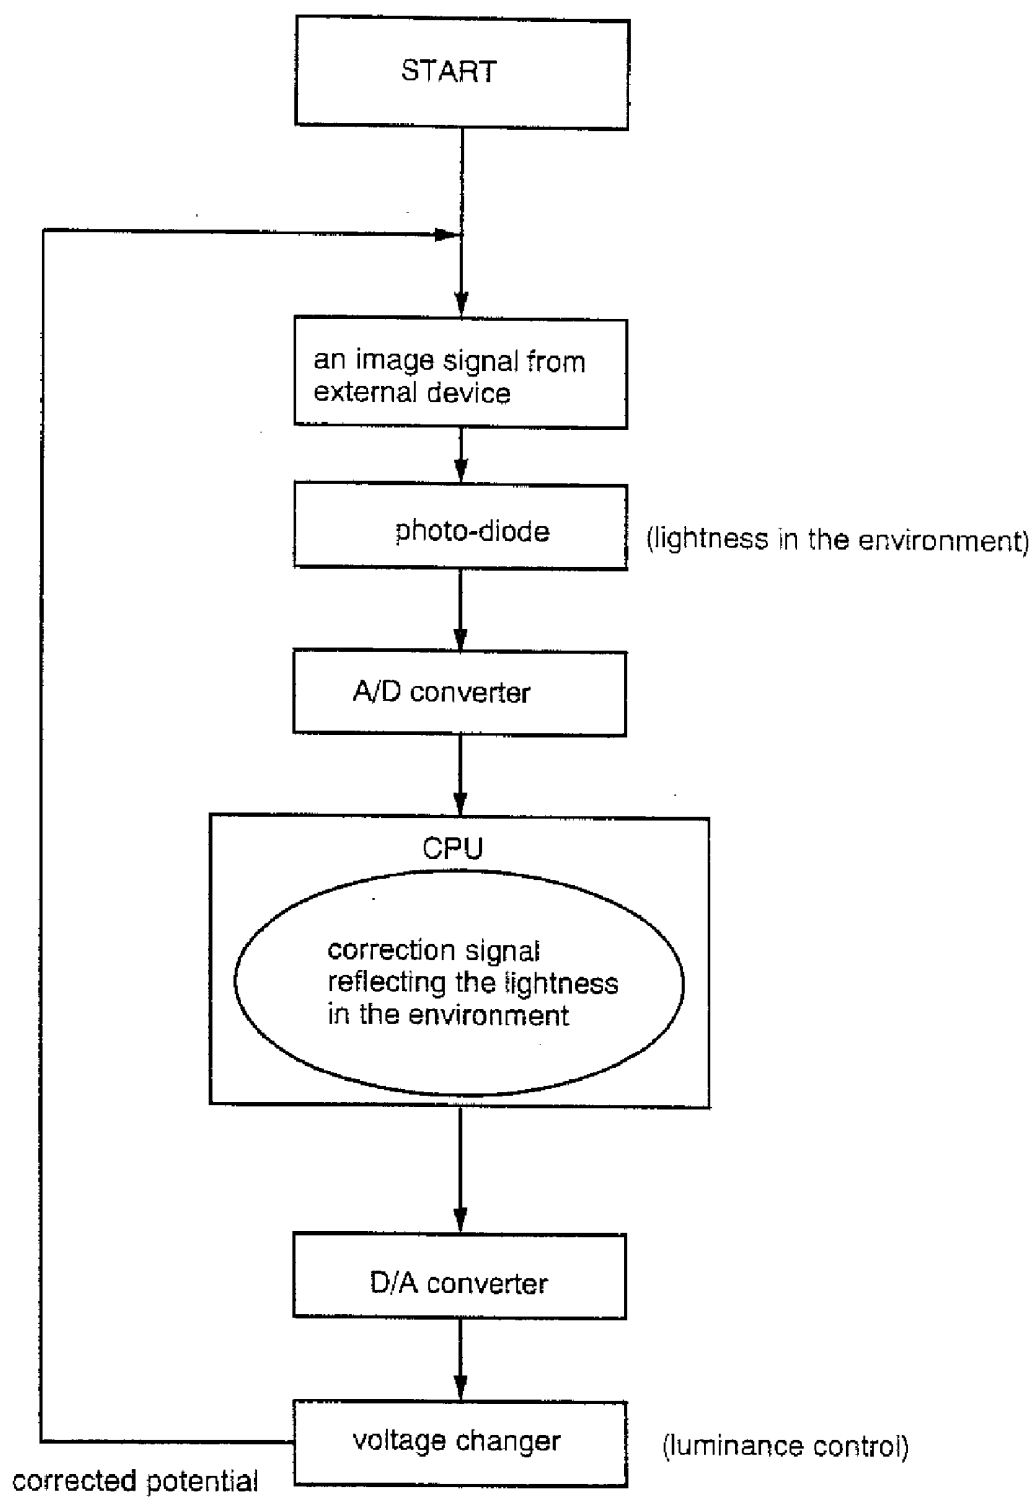 START
an image signal from
external device
photo-diode
(lightness in the environment)
A/D converter
CPU
correction signal
reflecting the lightness
in the environment
D/A converter
voltage changer
(luminance control)
corrected potential